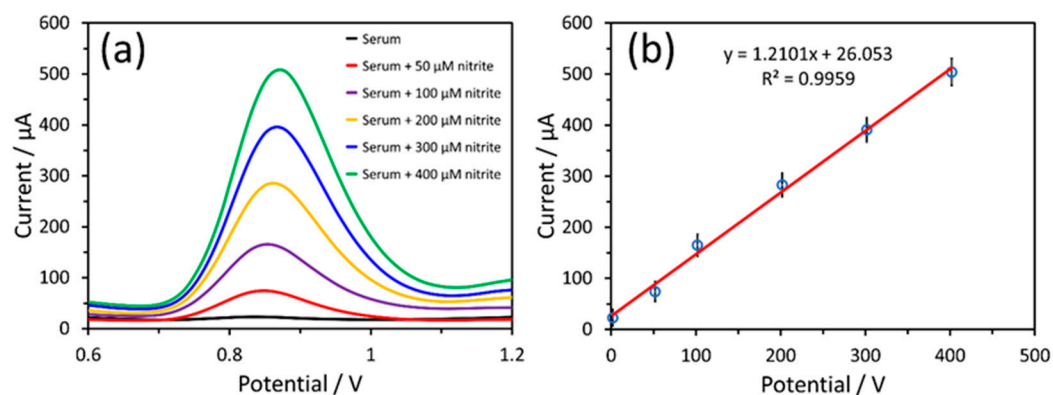 (a)
Serum
Serum + 50 µM nitrite
Serum + 100 µM nitrite
Serum + 200 µM nitrite
Serum + 300 µM nitrite
Serum + 400 µM nitrite
Current / µA
600
500
400
300
200
100
0
0.6
0.8
1
1.2
Potential / V
(b)
y = 1.2101x + 26.053
R² = 0.9959
Current / µA
600
500
400
300
200
100
0
0
100
200
300
400
500
Potential / V